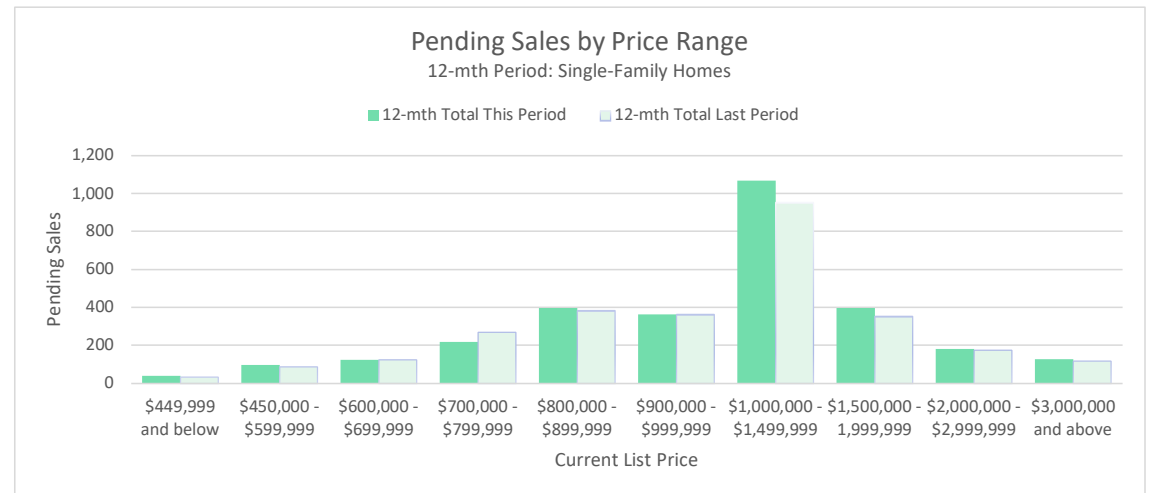 Pending Sales by Price Range
12-mth Period: Single-Family Homes
12-mth Total This Period 12-mth Total Last Period
1,200
1,000
800
600
400
200
0
Pending Sales
$449,999 and below
$450,000 - $599,999
$600,000 - $699,999
$700,000 - $799,999
$800,000 - $899,999
$900,000 - $999,999
$1,000,000 - $1,499,999
$1,500,000 - 1,999,999
$2,000,000 - $2,999,999
$3,000,000 and above
Current List Price